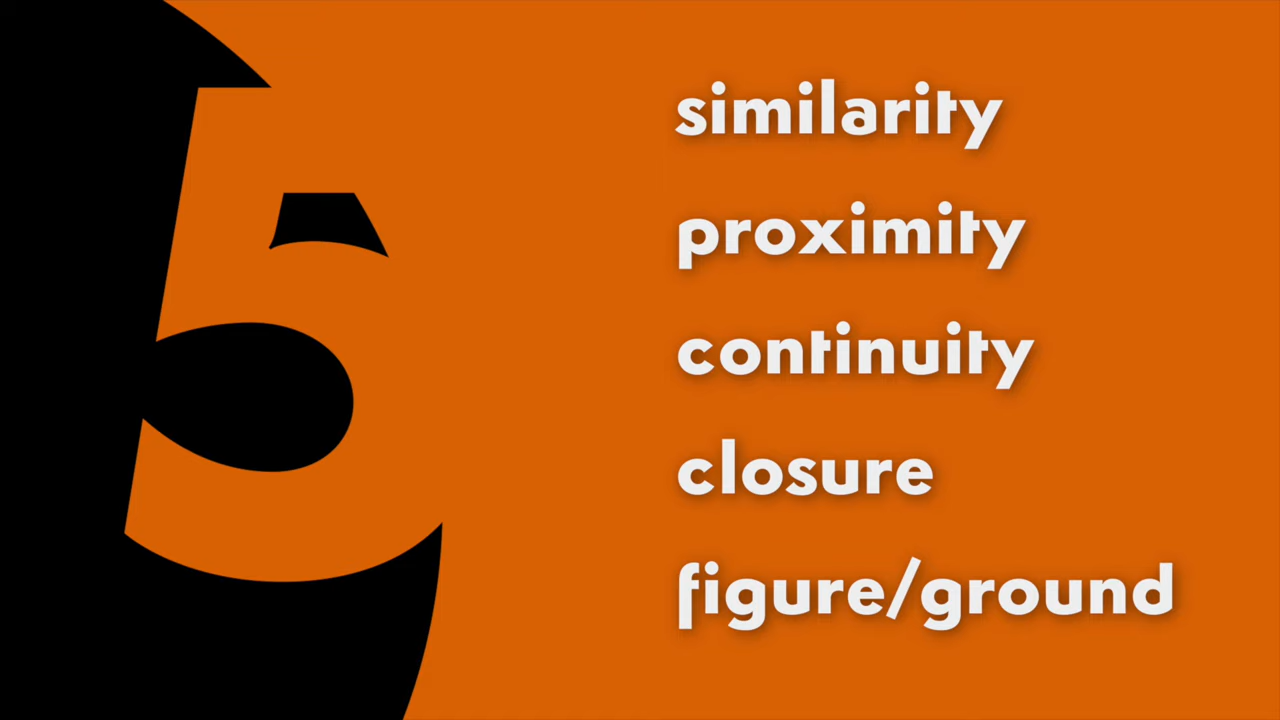 5
similarity
proximity
continuity
closure
figure/ground